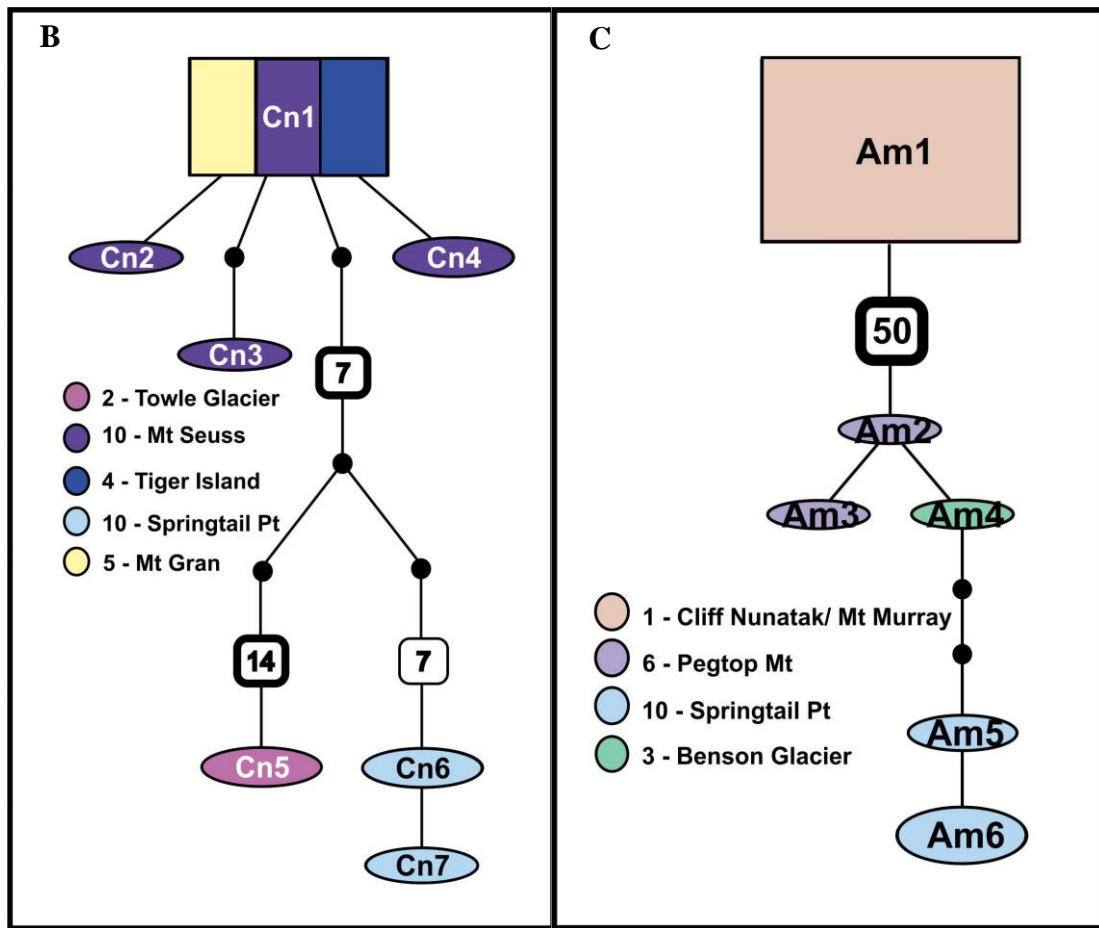 B
Cn1
Cn2
Cn4
Cn3
7
2 - Towle Glacier
10 - Mt Seuss
4 - Tiger Island
10 - Springtail Pt
5 - Mt Gran
14
7
Cn5
Cn6
Cn7
C
Am1
50
Am2
Am3
Am4
1 - Cliff Nunatak/ Mt Murray
6 - Pegtop Mt
10 - Springtail Pt
3 - Benson Glacier
Am5
Am6